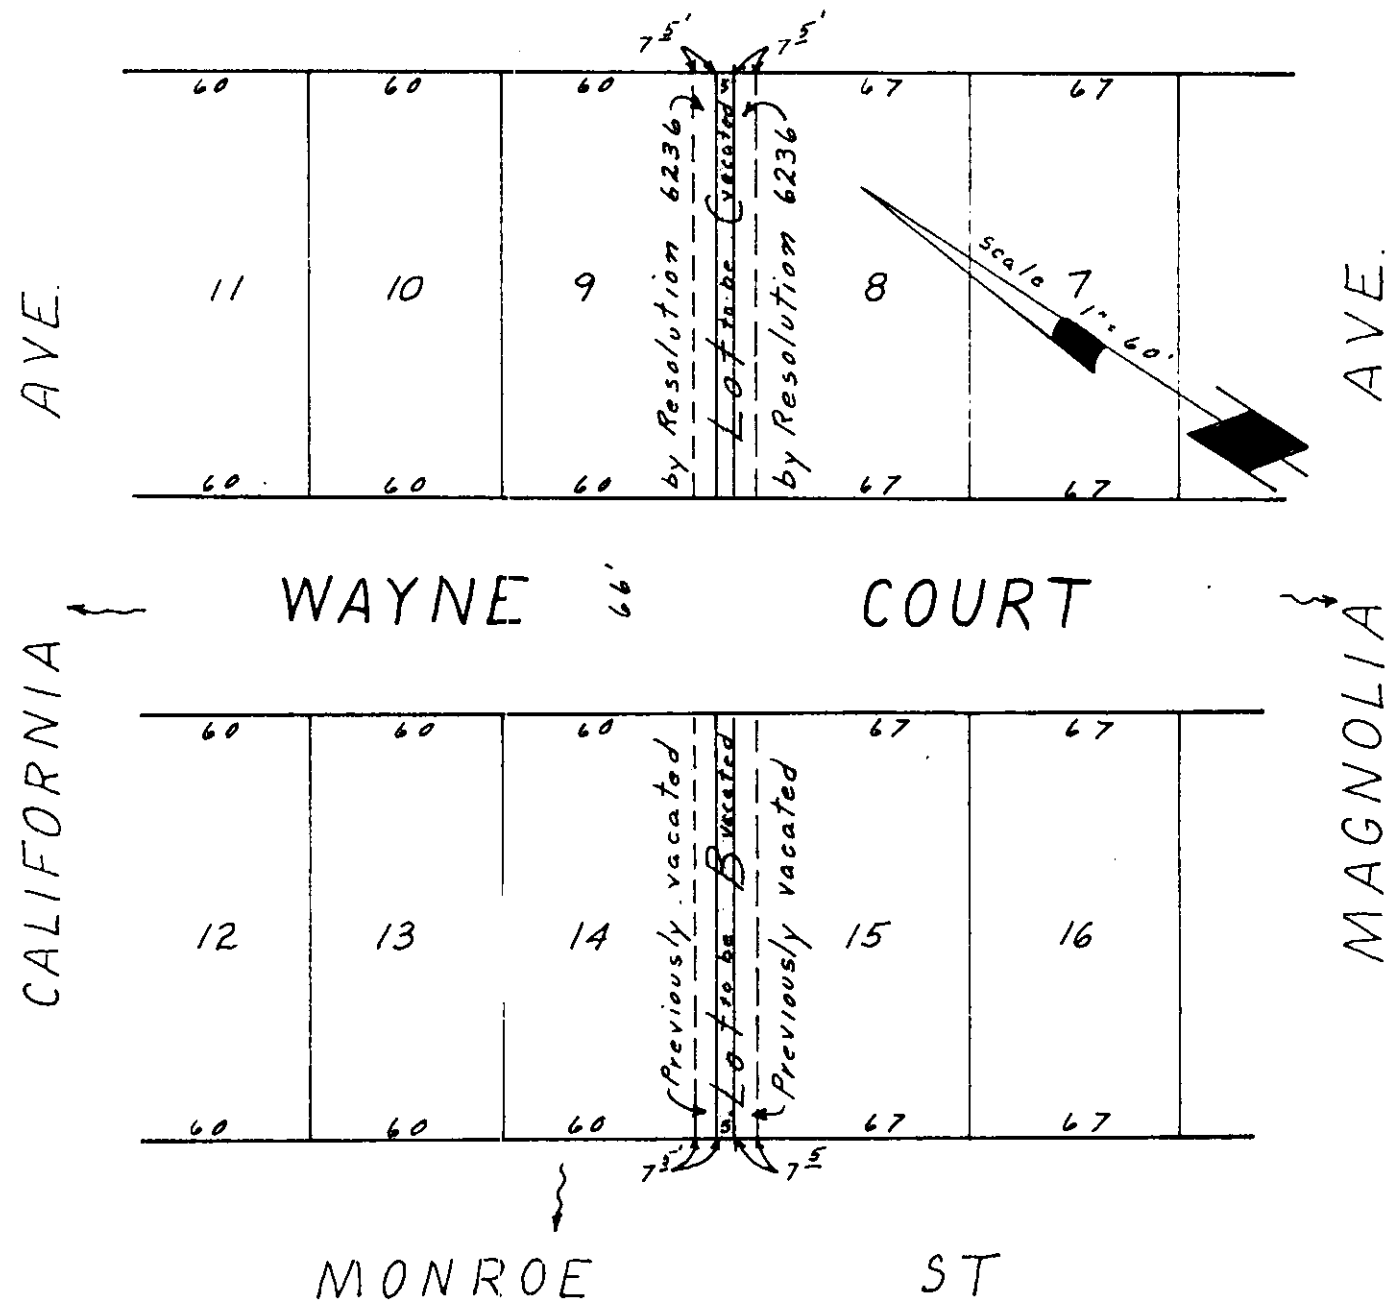 7 5' 7 5'
60 60 60 5 67 67
by Resolution 6236
Lot C to be vacated
by Resolution 6236
11 10 9 8 7
scale 1" = 60'
60 60 60 67 67
AVE.
AVE.
WAYNE 66' COURT
CALIFORNIA
MAGNOLIA
60 60 60 67 67
Previously vacated
Lot B to be vacated
Previously vacated
12 13 14 15 16
60 60 60 5' 67 67
7 5' 7 5
MONROE ST